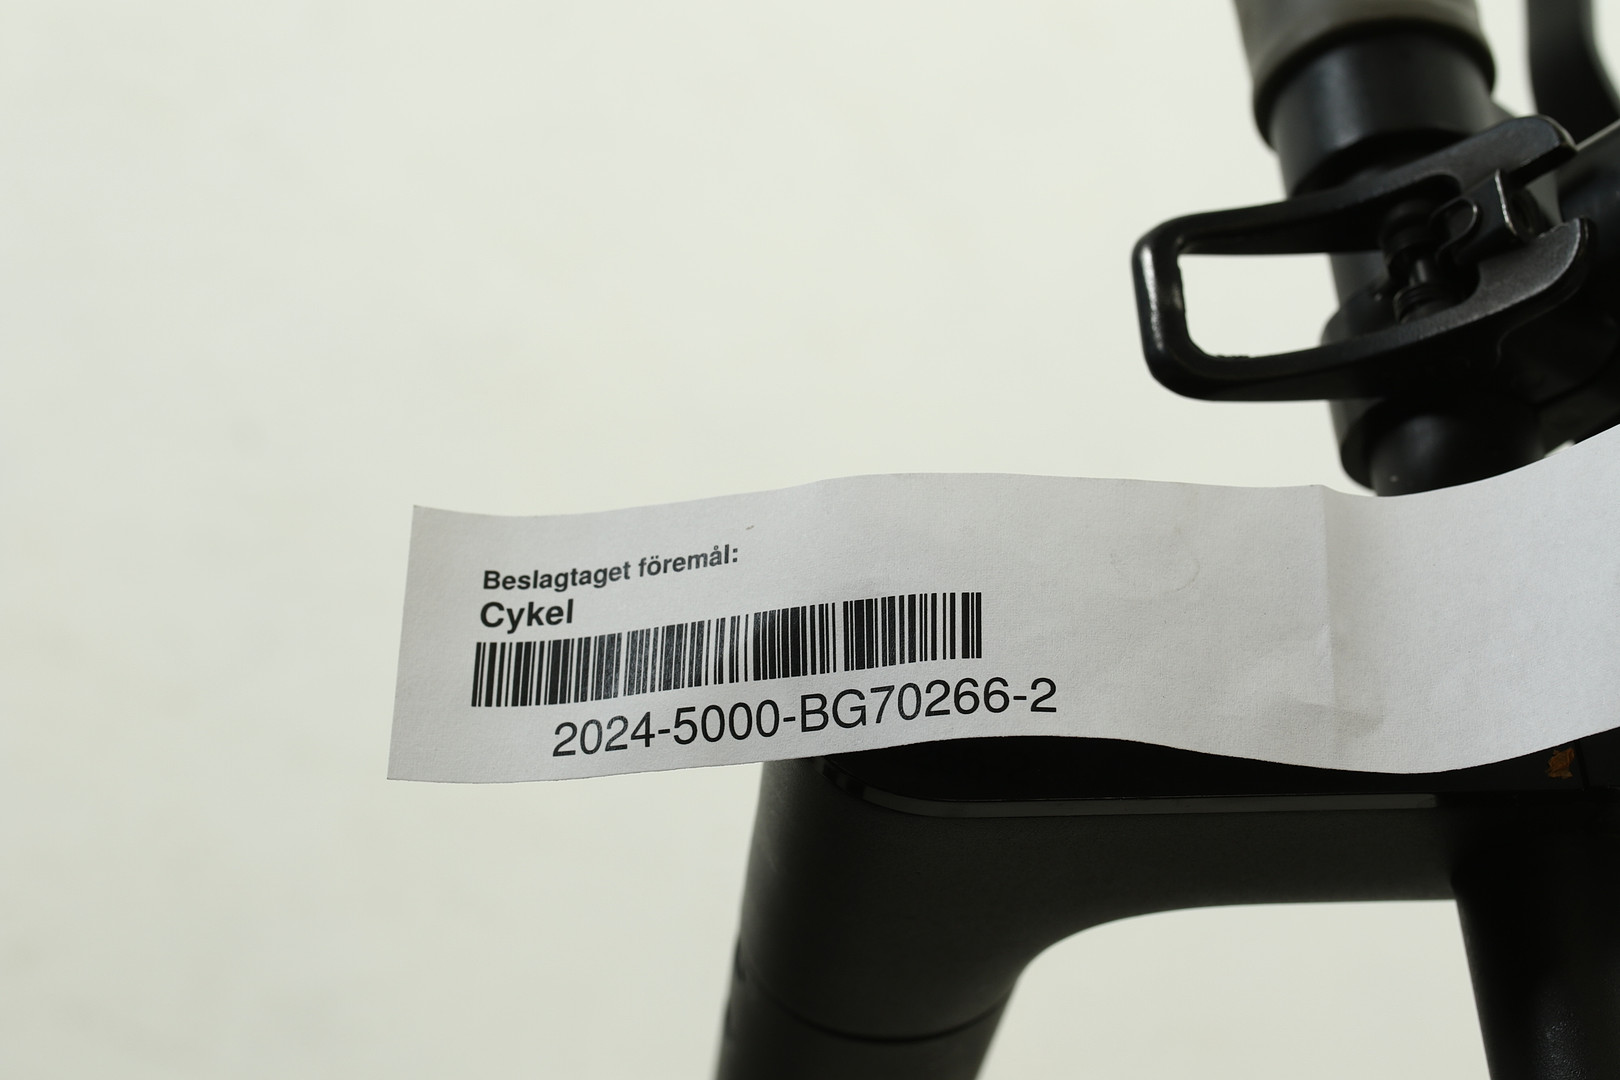 Beslagtaget föremål:
Cykel
2024-5000-BG70266-2